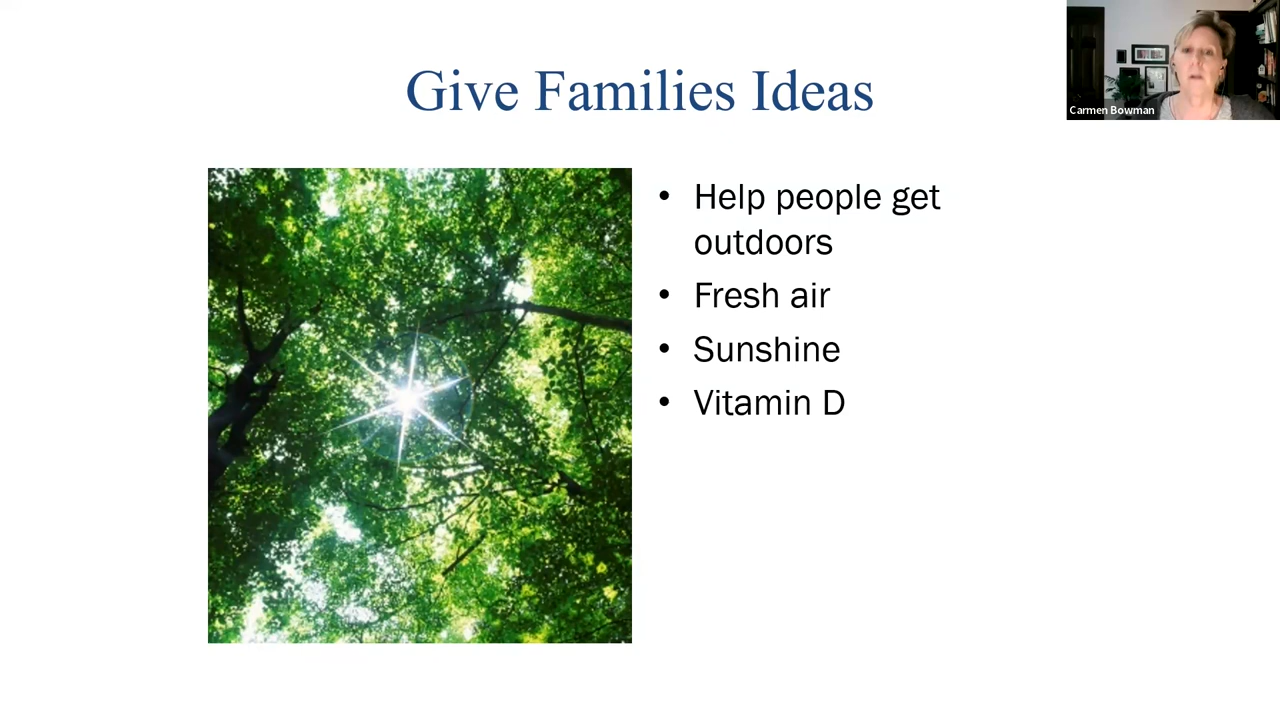 Give Families Ideas
Carmen Bowman
• Help people get
outdoors
• Fresh air
• Sunshine
• Vitamin D